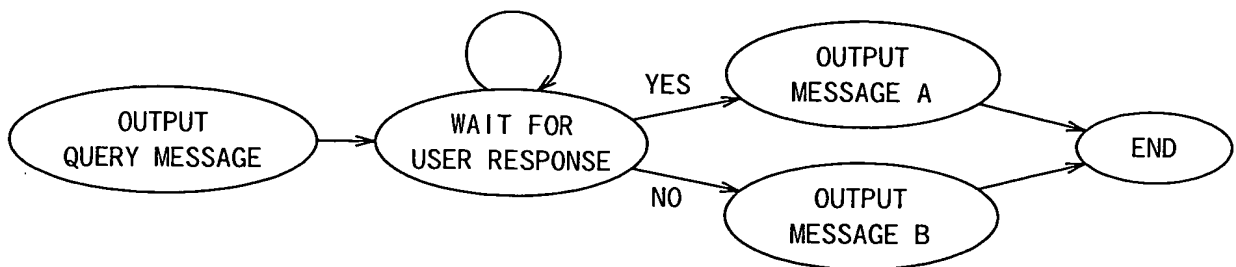 OUTPUT
QUERY MESSAGE
WAIT FOR
USER RESPONSE
YES
OUTPUT
MESSAGE A
NO
OUTPUT
MESSAGE B
END